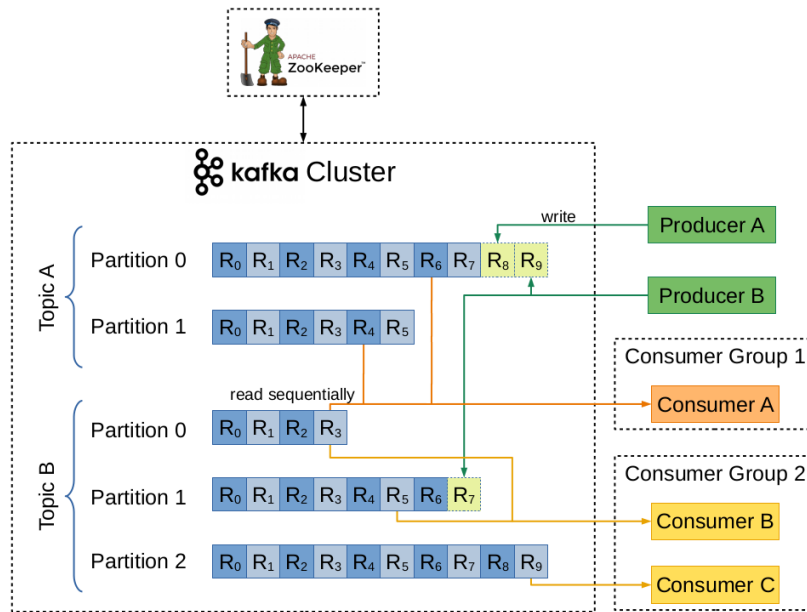 APACHE
ZooKeeper™
kafka Cluster
Topic A
Partition 0
R0 R1 R2 R3 R4 R5 R6 R7 R8 R9
write
Producer A
Producer B
Partition 1
R0 R1 R2 R3 R4 R5
Consumer Group 1
Consumer A
read sequentially
Topic B
Partition 0
R0 R1 R2 R3
Partition 1
R0 R1 R2 R3 R4 R5 R6 R7
Consumer Group 2
Consumer B
Partition 2
R0 R1 R2 R3 R4 R5 R6 R7 R8 R9
Consumer C